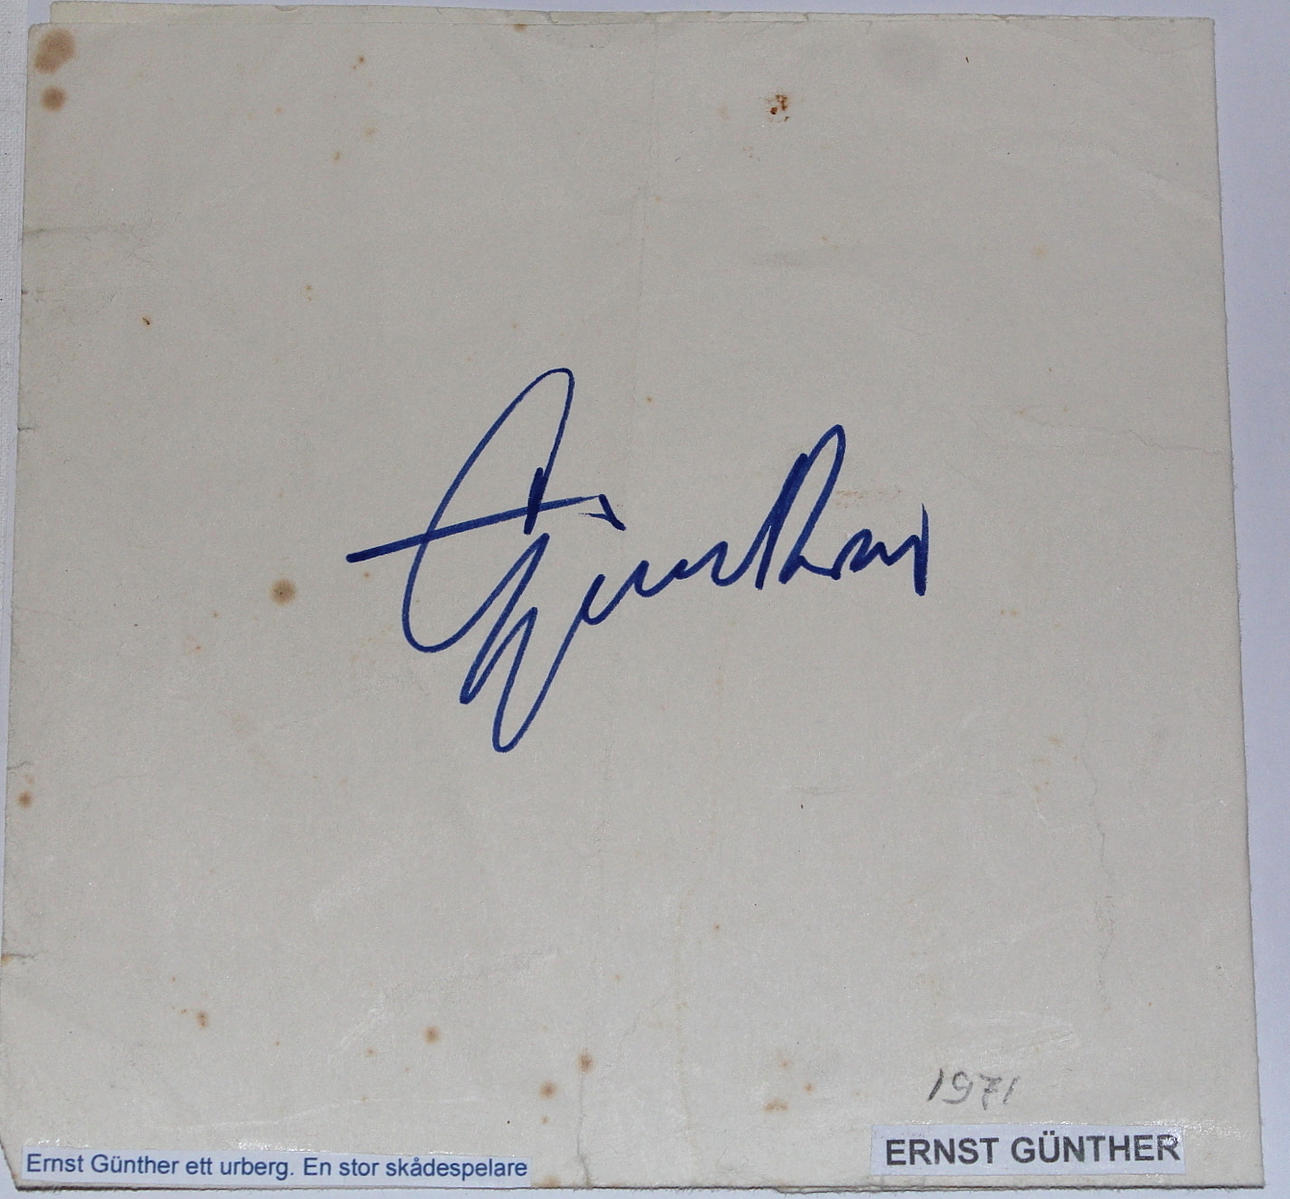 Günther
1971
ERNST GÜNTHER
Ernst Günther ett urberg. En stor skådespelare